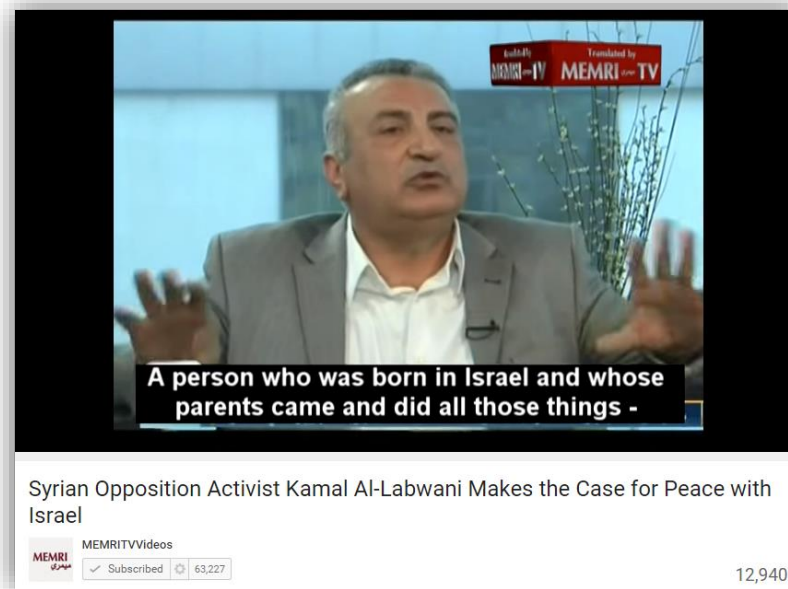 Translated by
MEMRI TV
A person who was born in Israel and whose
parents came and did all those things -
Syrian Opposition Activist Kamal Al-Labwani Makes the Case for Peace with
Israel
MEMRI
ميمري
MEMRITVVideos
Subscribed 63,227
12,940